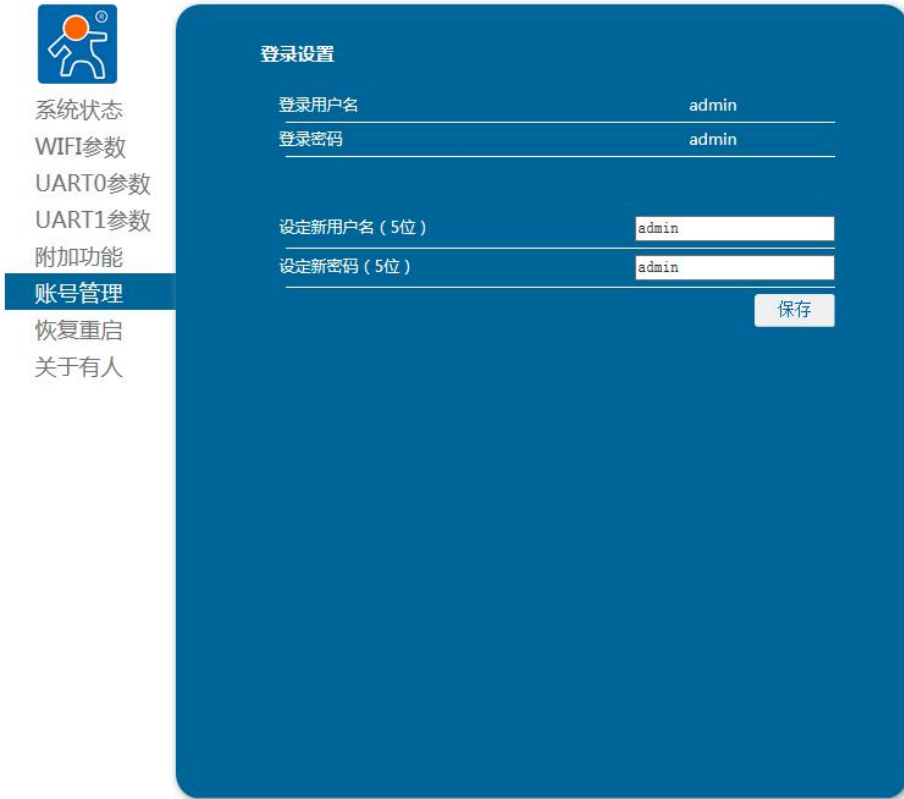 ®
系统状态
WIFI参数
UART0参数
UART1参数
附加功能
账号管理
恢复重启
关于有人
登录设置
登录用户名 admin
登录密码 admin
设定新用户名（5位） admin
设定新密码（5位） admin
保存